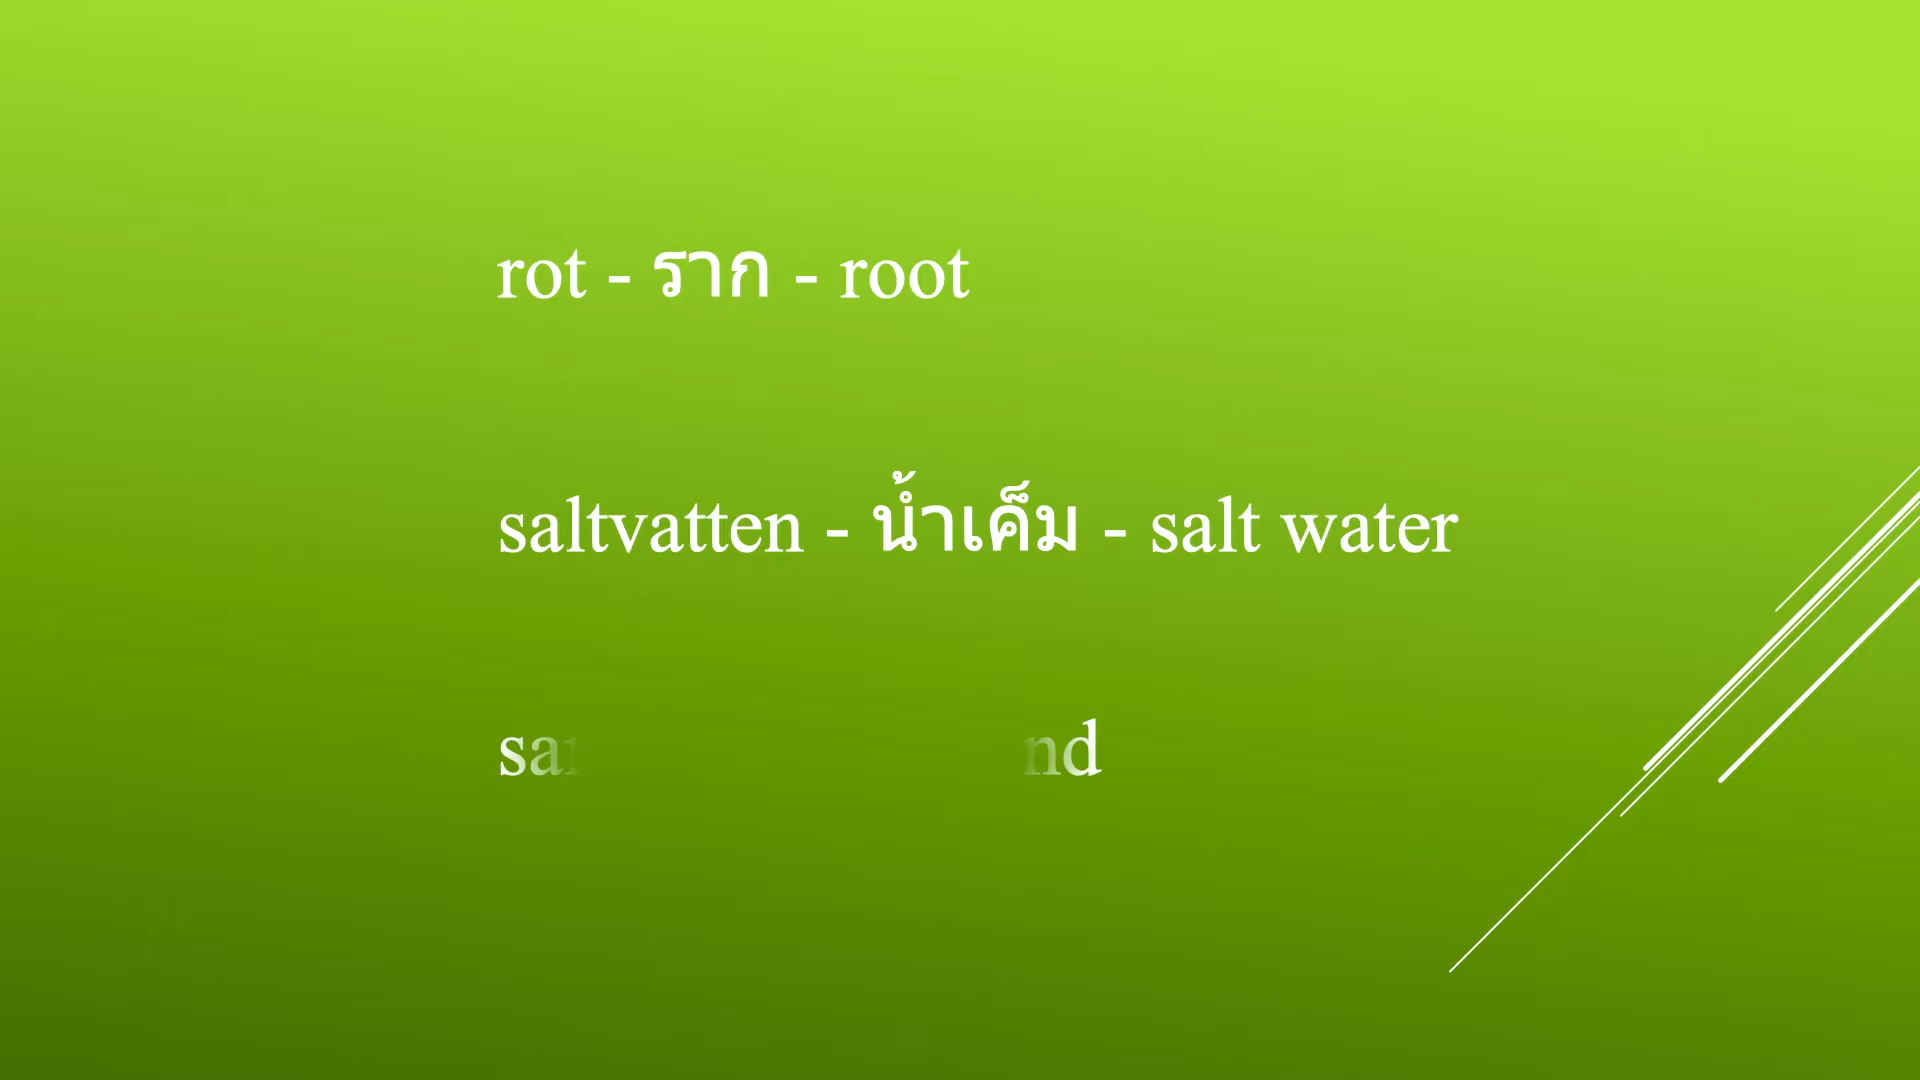 rot - ราก - root
saltvatten - น้ำเค็ม - salt water